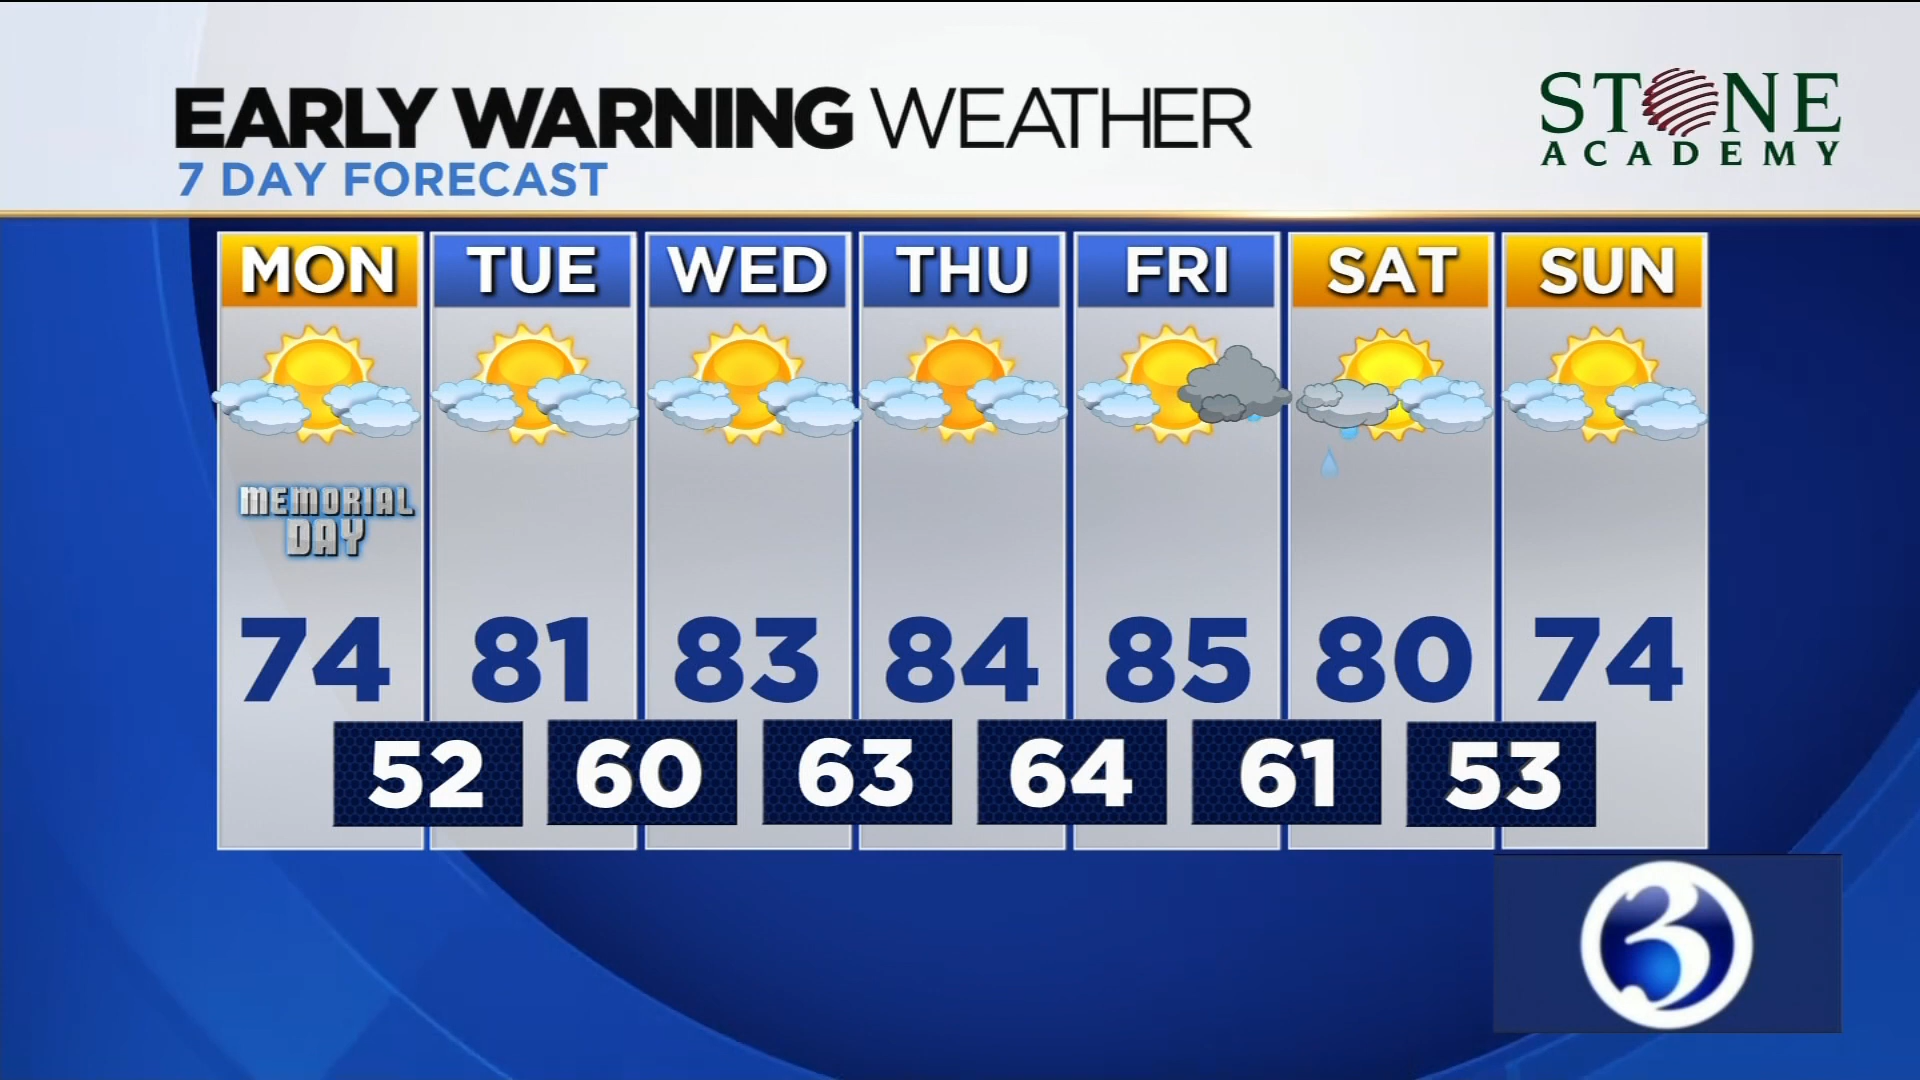 EARLY WARNING WEATHER
7 DAY FORECAST
STONE
ACADEMY
MON TUE WED THU FRI SAT SUN
MEMORIAL
DAY
74 81 83 84 85 80 74
52 60 63 64 61 53
3